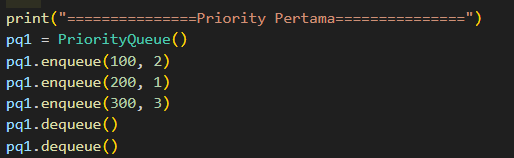 print("===============Priority Pertama===============")
pq1 = PriorityQueue()
pq1.enqueue(100, 2)
pq1.enqueue(200, 1)
pq1.enqueue(300, 3)
pq1.dequeue()
pq1.dequeue()